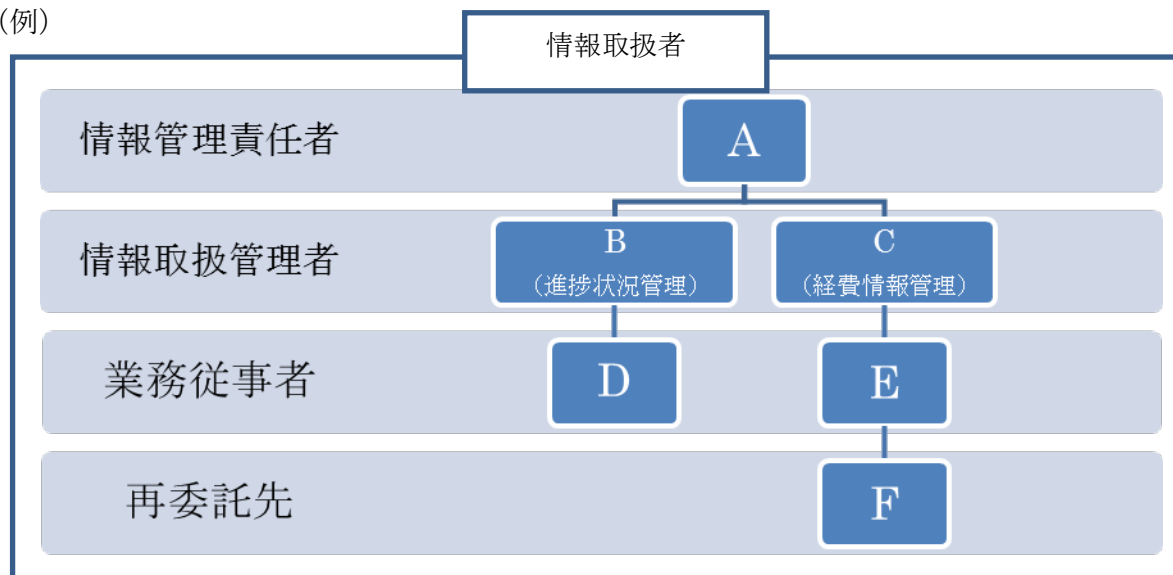 （例）
情報取扱者
情報管理責任者
A
情報取扱管理者
B
（進捗状況管理）
C
（経費情報管理）
業務従事者
D
E
再委託先
F